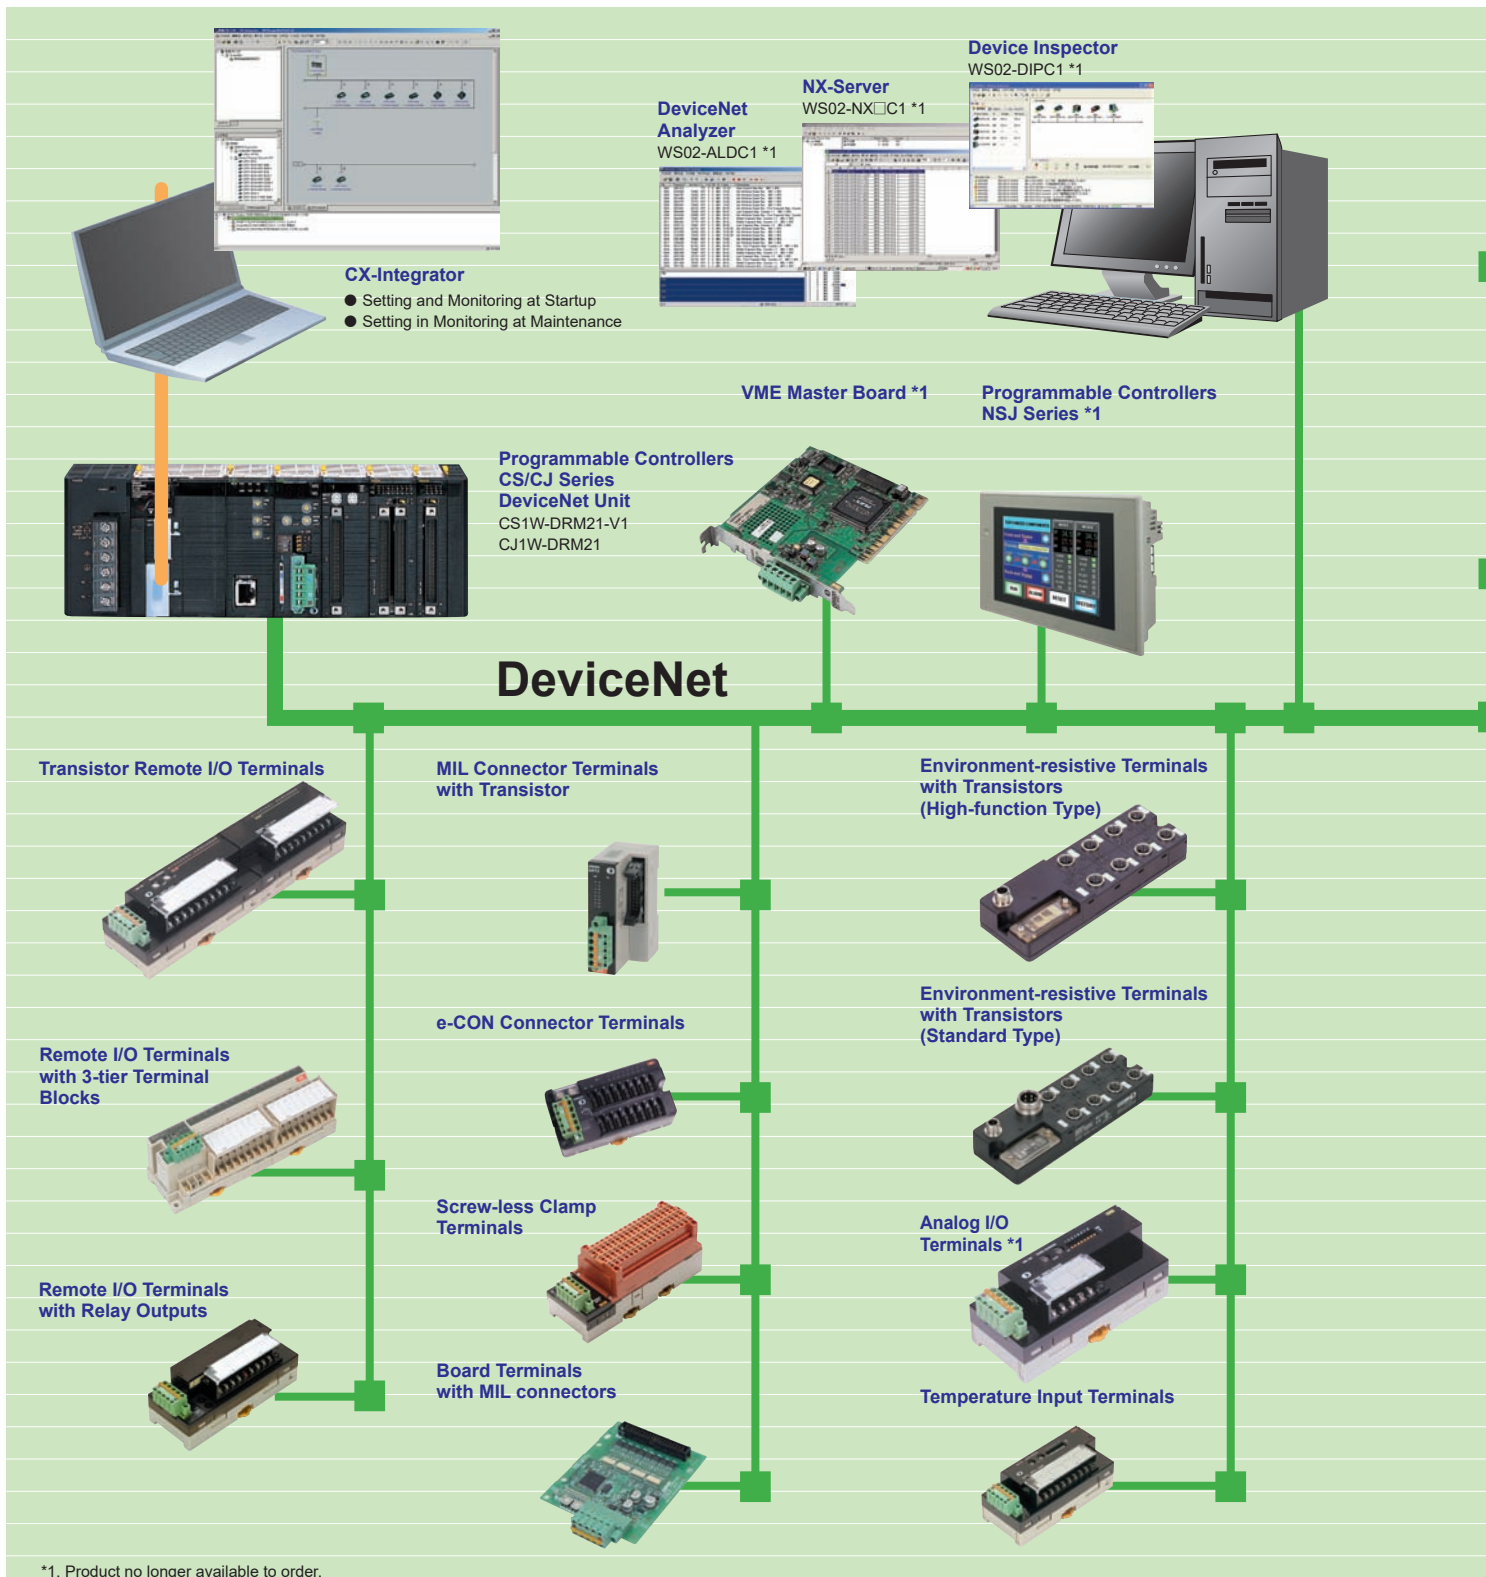 Device Inspector
WS02-DIPC1 *1
NX-Server
WS02-NX□C1 *1
DeviceNet
Analyzer
WS02-ALDC1 *1
CX-Integrator
● Setting and Monitoring at Startup
● Setting in Monitoring at Maintenance
VME Master Board *1
Programmable Controllers
NSJ Series *1
Programmable Controllers
CS/CJ Series
DeviceNet Unit
CS1W-DRM21-V1
CJ1W-DRM21
DeviceNet
Transistor Remote I/O Terminals
Remote I/O Terminals
with 3-tier Terminal
Blocks
Remote I/O Terminals
with Relay Outputs
MIL Connector Terminals
with Transistor
e-CON Connector Terminals
Screw-less Clamp
Terminals
Board Terminals
with MIL connectors
Environment-resistive Terminals
with Transistors
(High-function Type)
Environment-resistive Terminals
with Transistors
(Standard Type)
Analog I/O
Terminals *1
Temperature Input Terminals
*1. Product no longer available to order.